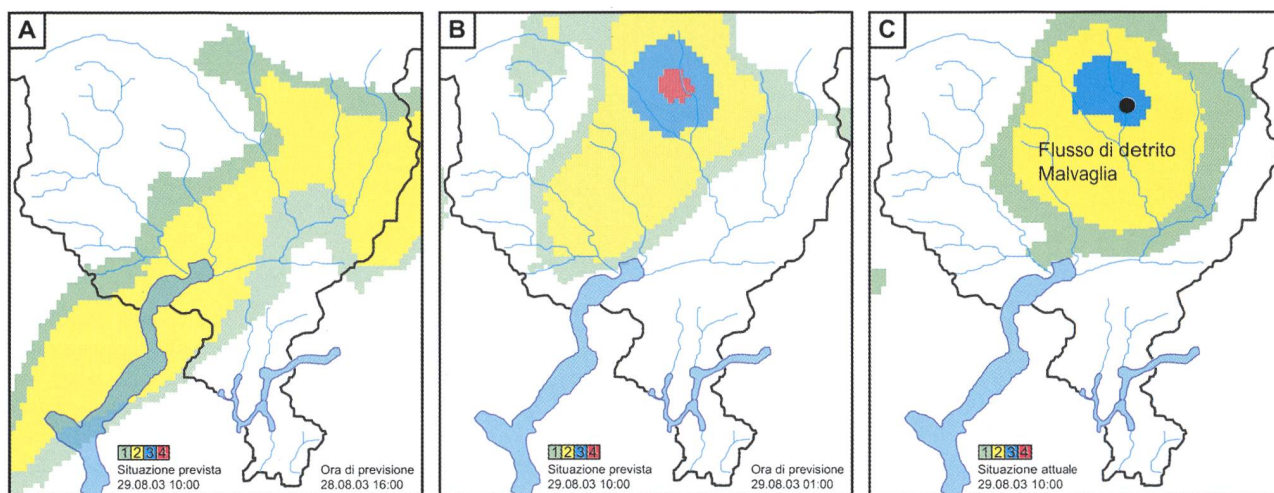 A
1 2 3 4
Situazione prevista
29.08.03 10:00
Ora di previsione
28.08.03 16:00
B
1 2 3 4
Situazione prevista
29.08.03 10:00
Ora di previsione
29.08.03 01:00
C
Flusso di detrito
Malvaglia
1 2 3 4
Situazione attuale
29.08.03 10:00